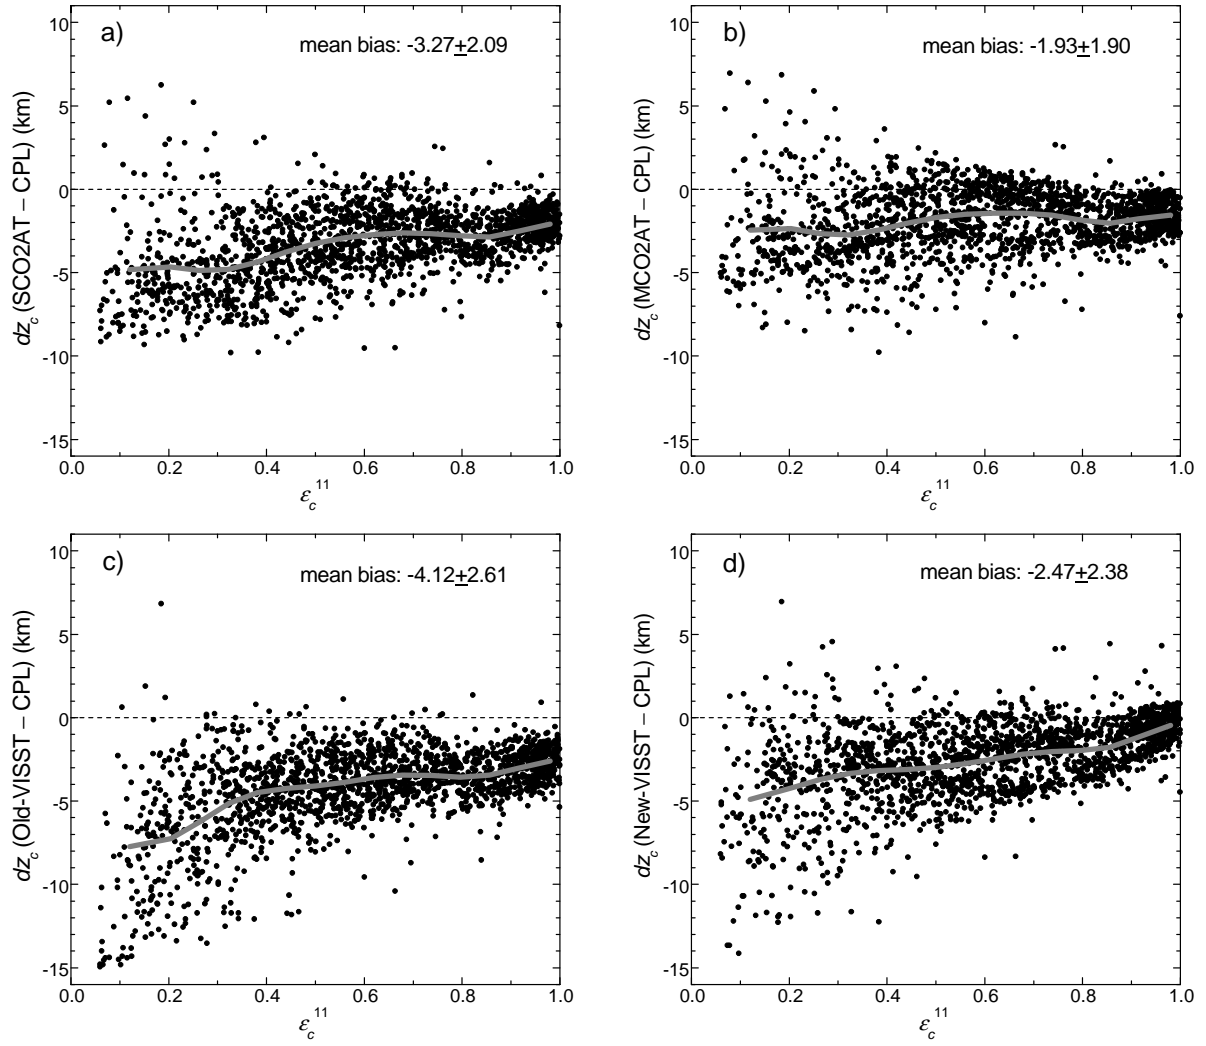 a)
mean bias: -3.27±2.09
10
5
0
-5
-10
-15
dz_c (SCO2AT – CPL) (km)
0.0 0.2 0.4 0.6 0.8 1.0
ε_c^11
b)
mean bias: -1.93±1.90
10
5
0
-5
-10
-15
dz_c (MCO2AT – CPL) (km)
0.0 0.2 0.4 0.6 0.8 1.0
ε_c^11
c)
mean bias: -4.12±2.61
10
5
0
-5
-10
-15
dz_c (Old-VISST – CPL) (km)
0.0 0.2 0.4 0.6 0.8 1.0
ε_c^11
d)
mean bias: -2.47±2.38
10
5
0
-5
-10
-15
dz_c (New-VISST – CPL) (km)
0.0 0.2 0.4 0.6 0.8 1.0
ε_c^11